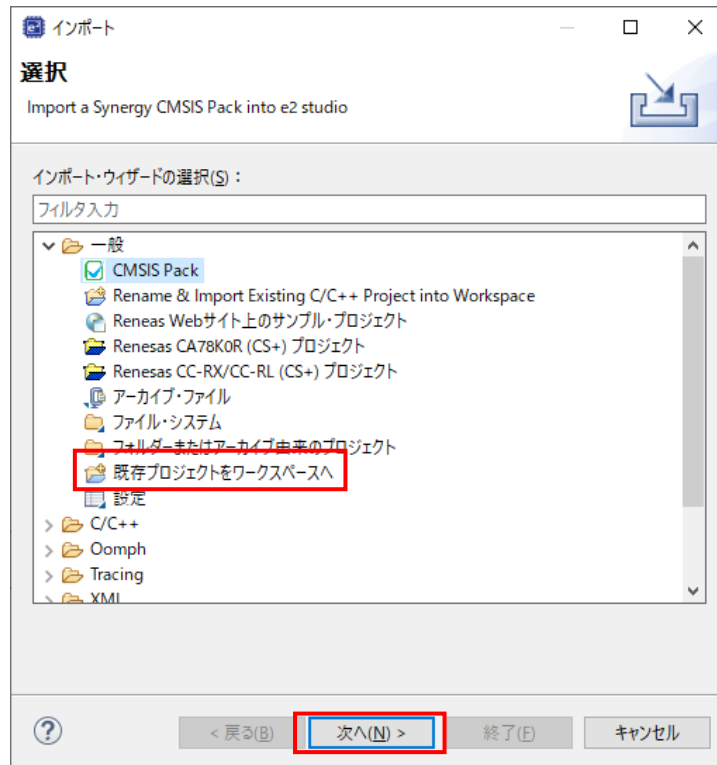 インポート
選択
Import a Synergy CMSIS Pack into e2 studio
インポート・ウィザードの選択(S):
フィルタ入力
一般
CMSIS Pack
Rename & Import Existing C/C++ Project into Workspace
Reneas Webサイト上のサンプル・プロジェクト
Renesas CA78K0R (CS+) プロジェクト
Renesas CC-RX/CC-RL (CS+) プロジェクト
アーカイブ・ファイル
ファイル・システム
フォルダーまたはアーカイブ由来のプロジェクト
既存プロジェクトをワークスペースへ
設定
C/C++
Oomph
Tracing
XML
< 戻る(B) 次へ(N) > 終了(F) キャンセル